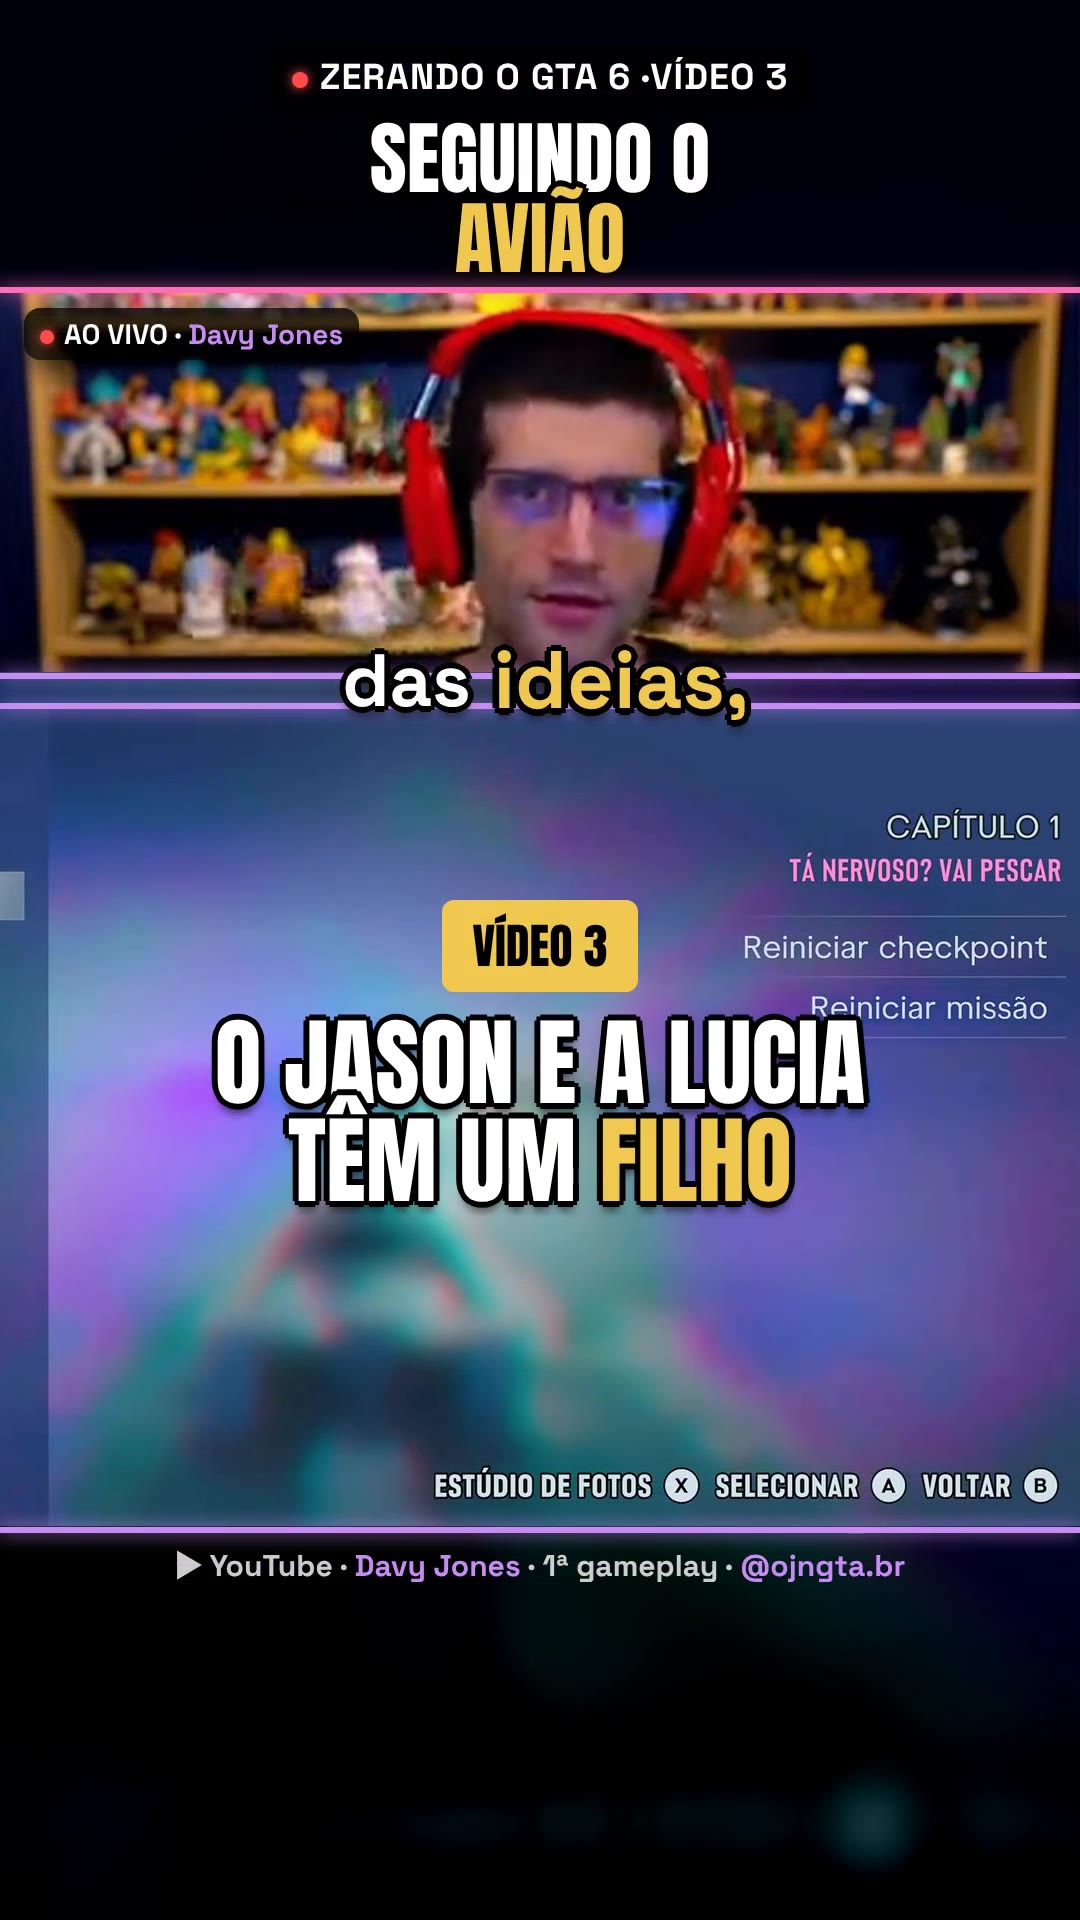 ZERANDO O GTA 6 ·VÍDEO 3
SEGUINDO O
AVIÃO
AO VIVO · Davy Jones
das ideias,
CAPÍTULO 1
TÁ NERVOSO? VAI PESCAR
Reiniciar checkpoint
Reiniciar missão
VÍDEO 3
O JASON E A LUCIA
TÊM UM FILHO
ESTÚDIO DE FOTOS X SELECIONAR A VOLTAR B
▶ YouTube · Davy Jones · 1ª gameplay · @ojngta.br